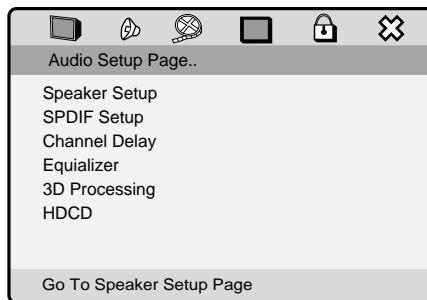 Audio Setup Page..
Speaker Setup
SPDIF Setup
Channel Delay
Equalizer
3D Processing
HDCD
Go To Speaker Setup Page